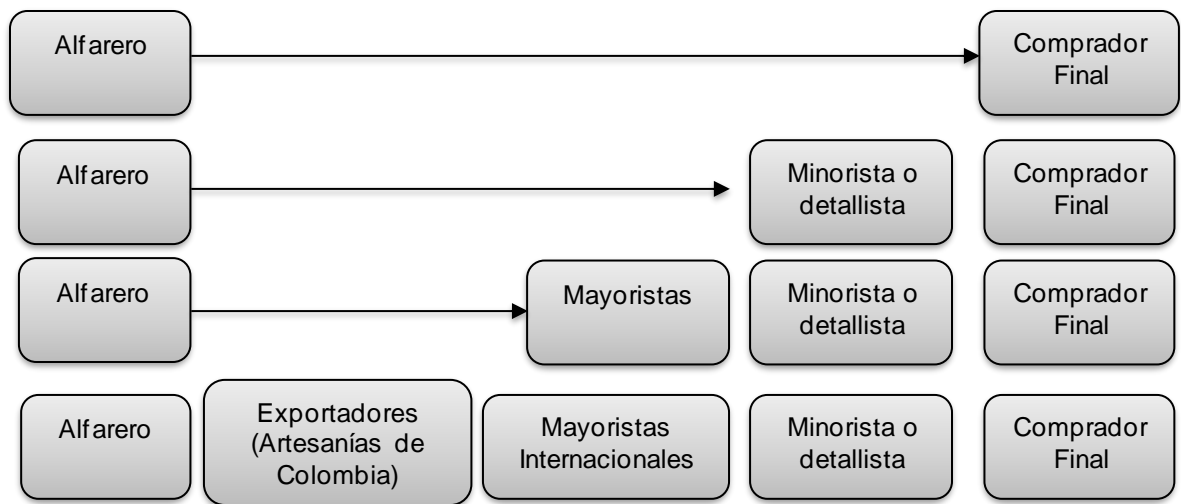 Alfarero
Comprador
Final
Alfarero
Minorista o
detallista
Comprador
Final
Alfarero
Mayoristas
Minorista o
detallista
Comprador
Final
Alfarero
Exportadores
(Artesanías de
Colombia)
Mayoristas
Internacionales
Minorista o
detallista
Comprador
Final